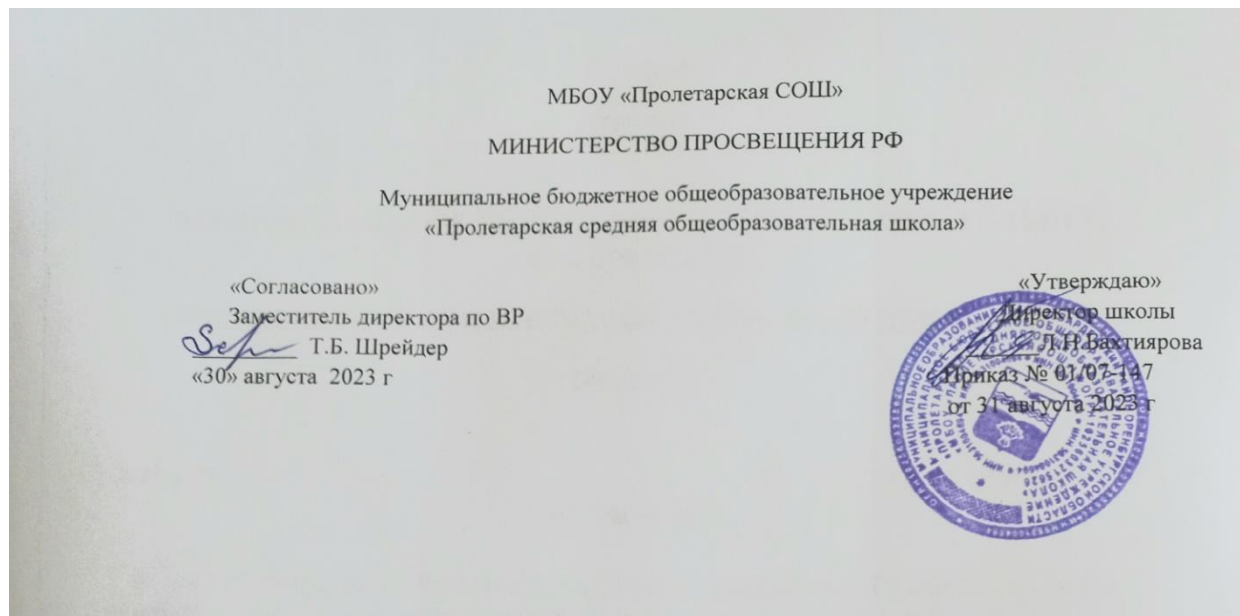 МБОУ «Пролетарская СОШ»
МИНИСТЕРСТВО ПРОСВЕЩЕНИЯ РФ
Муниципальное бюджетное общеобразовательное учреждение
«Пролетарская средняя общеобразовательная школа»
«Согласовано»
Заместитель директора по ВР
Т.Б. Шрейдер
«30» августа 2023 г
«Утверждаю»
Директор школы
Л.Н.Бахтиярова
Приказ № 01/07-147
от 31 августа 2023 г